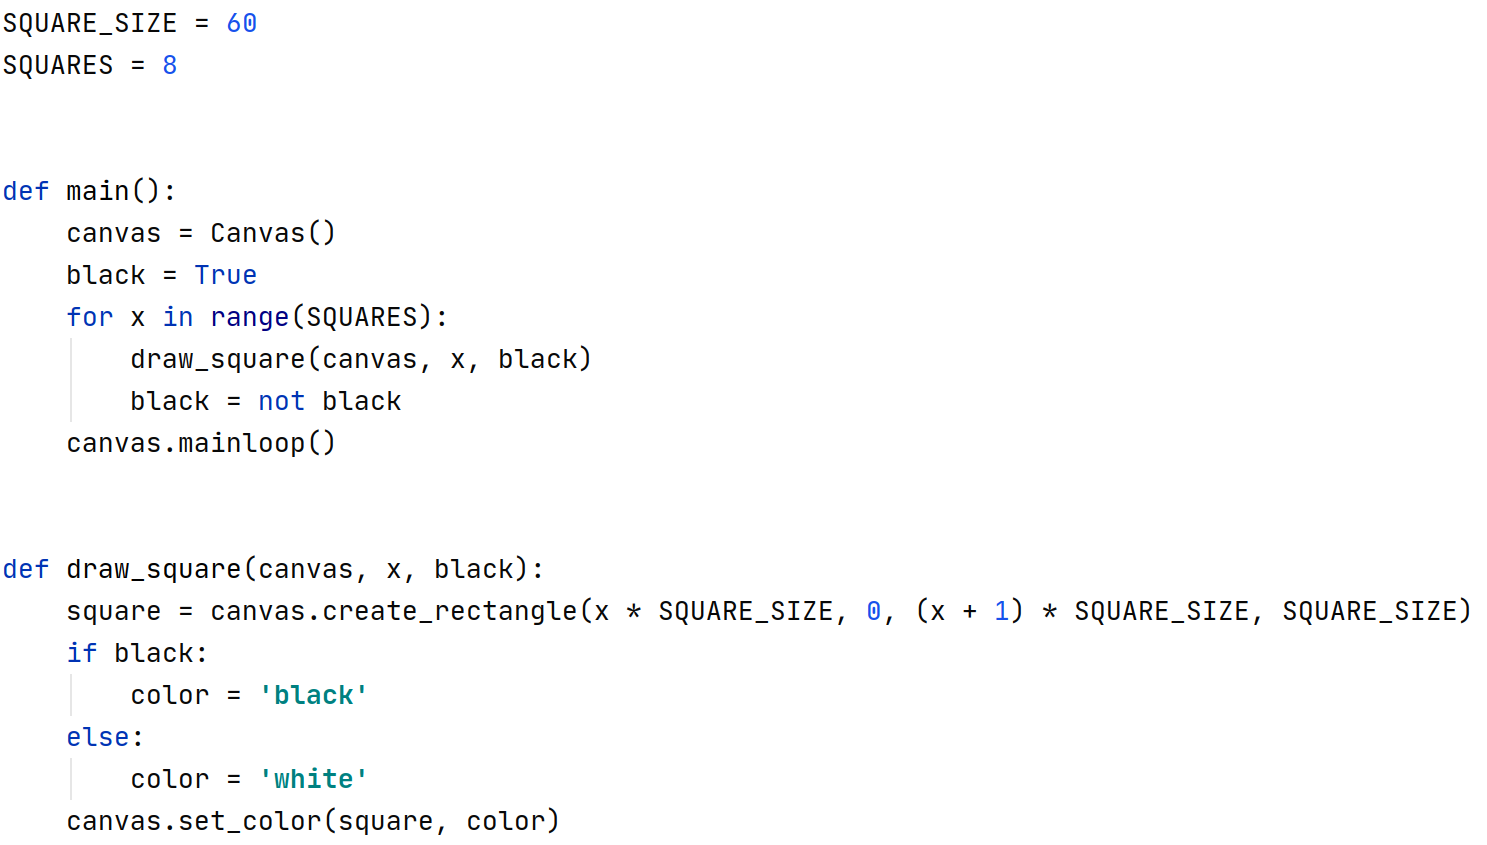 SQUARE_SIZE = 60
SQUARES = 8
def main():
    canvas = Canvas()
    black = True
    for x in range(SQUARES):
        draw_square(canvas, x, black)
        black = not black
    canvas.mainloop()
def draw_square(canvas, x, black):
    square = canvas.create_rectangle(x * SQUARE_SIZE, 0, (x + 1) * SQUARE_SIZE, SQUARE_SIZE)
    if black:
        color = 'black'
    else:
        color = 'white'
    canvas.set_color(square, color)